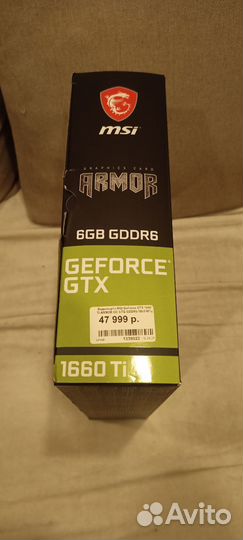 msi
GRAPHICS CARD
ARMOR
6GB GDDR6
GEFORCE®
GTX
47 999 р.
1660 Ti
Avito